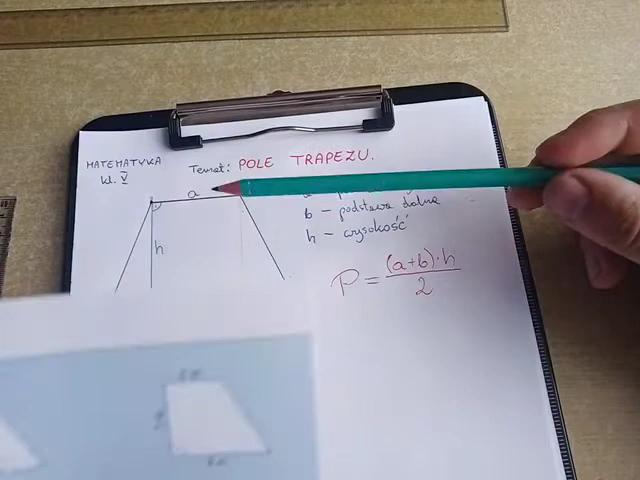 MATEMATYKA
kl. V
Temat: POLE TRAPEZU.
a
h
b – podstawa dolna
h – wysokość
P = (a+b)·h
2